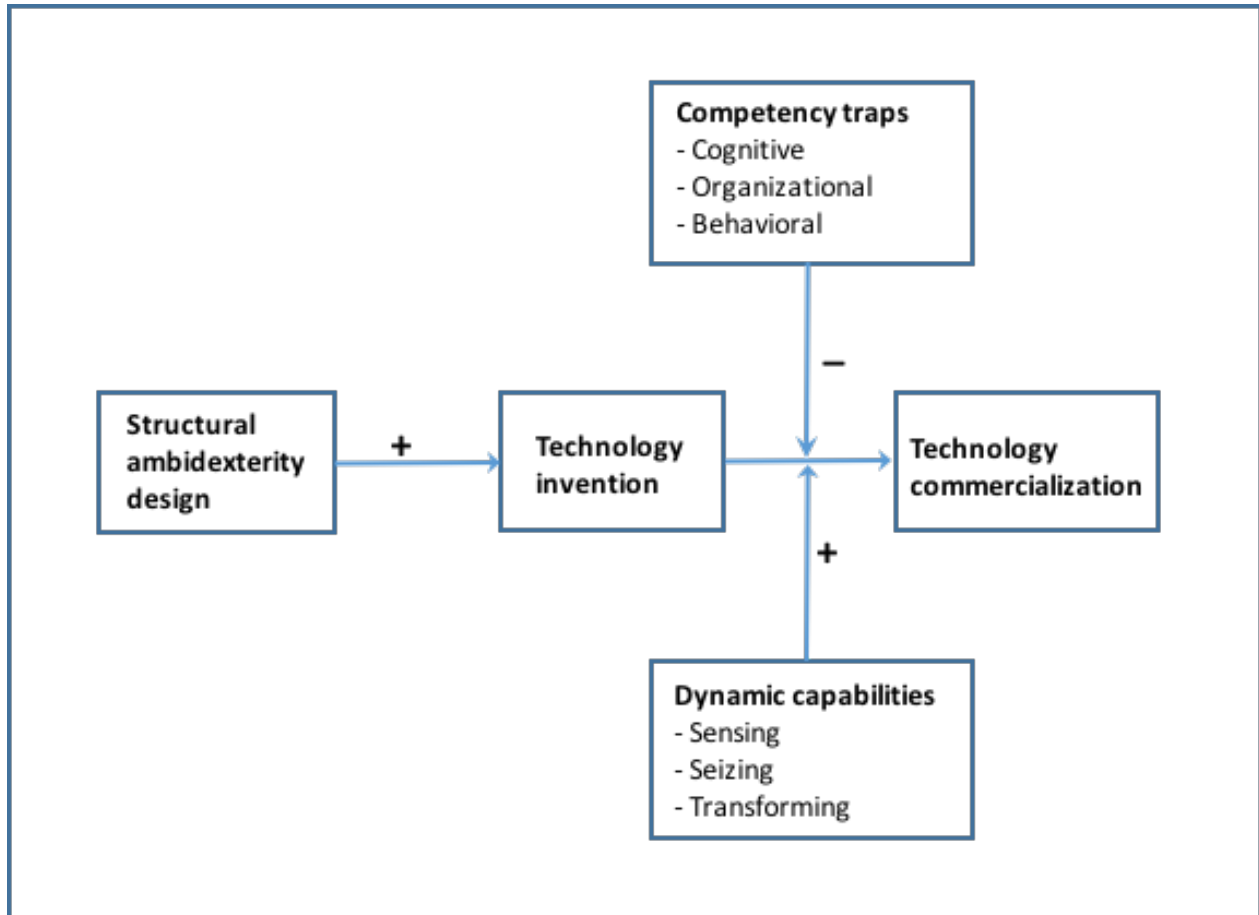 Competency traps
- Cognitive
- Organizational
- Behavioral
–
Structural
ambidexterity
design
+
Technology
invention
Technology
commercialization
+
Dynamic capabilities
- Sensing
- Seizing
- Transforming